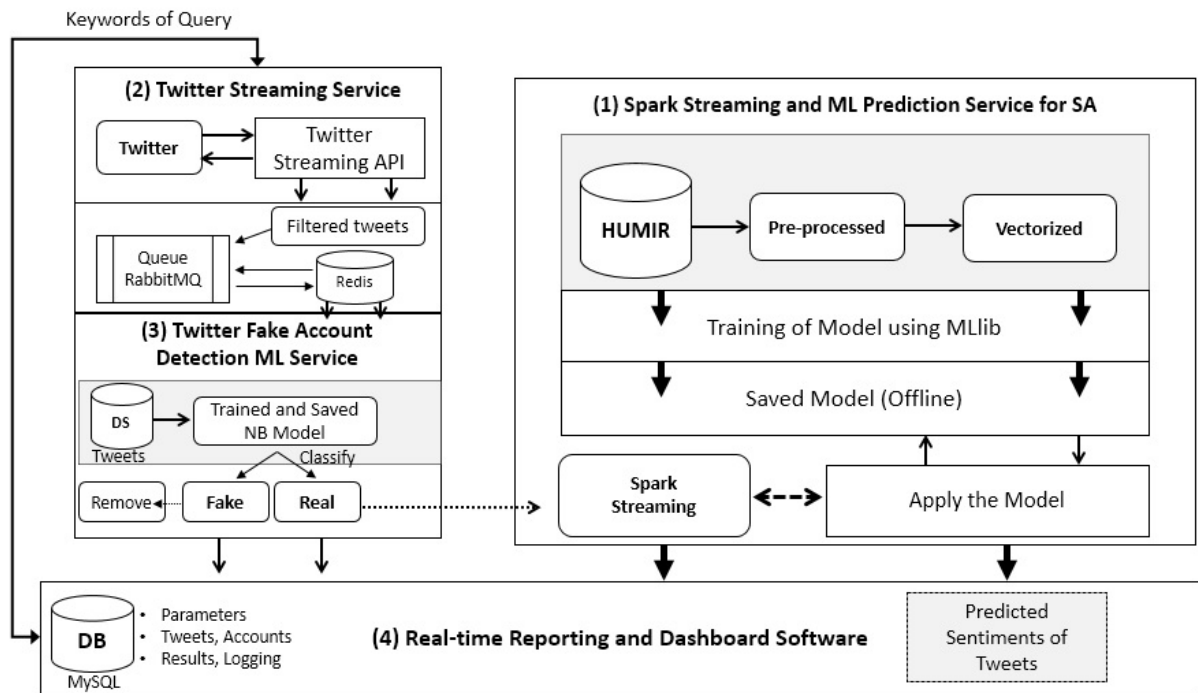 Keywords of Query
(2) Twitter Streaming Service
Twitter
Twitter
Streaming API
Filtered tweets
Queue
RabbitMQ
Redis
(3) Twitter Fake Account
Detection ML Service
DS
Tweets
Trained and Saved
NB Model
Classify
Remove
Fake
Real
(1) Spark Streaming and ML Prediction Service for SA
HUMIR
Pre-processed
Vectorized
Training of Model using MLlib
Saved Model (Offline)
Spark
Streaming
Apply the Model
DB
MySQL
• Parameters
• Tweets, Accounts
• Results, Logging
(4) Real-time Reporting and Dashboard Software
Predicted
Sentiments of
Tweets